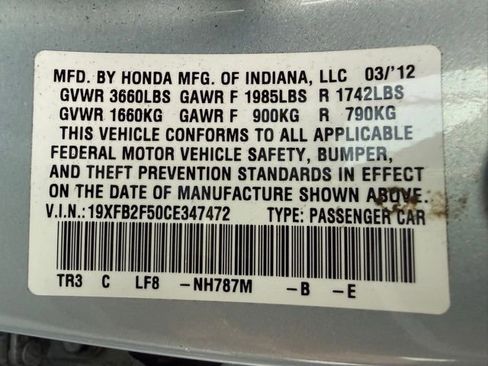 MFD. BY HONDA MFG. OF INDIANA, LLC 03/'12
GVWR 3660LBS GAWR F 1985LBS R 1742LBS
GVWR 1660KG GAWR F 900KG R 790KG
THIS VEHICLE CONFORMS TO ALL APPLICABLE
FEDERAL MOTOR VEHICLE SAFETY, BUMPER,
AND THEFT PREVENTION STANDARDS IN EFFECT
ON THE DATE OF MANUFACTURE SHOWN ABOVE.
V.I.N.:19XFB2F50CE347472 TYPE: PASSENGER CAR
TR3 C LF8 -NH787M -B -E